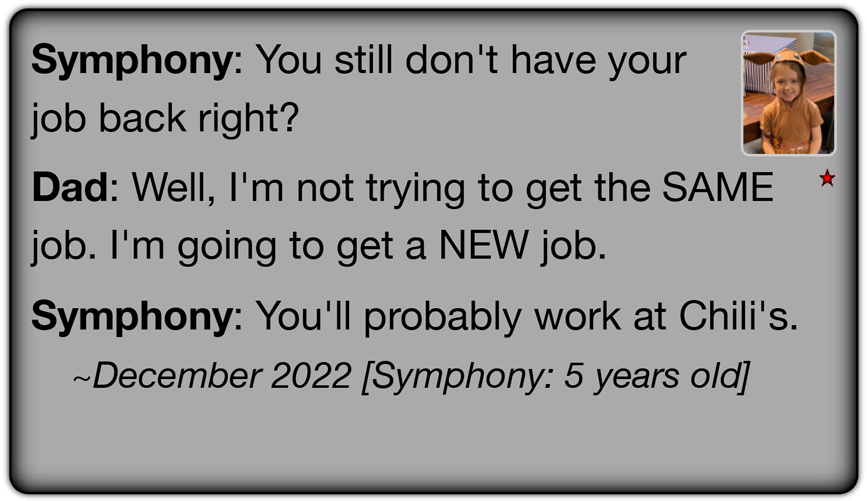 Symphony: You still don't have your
job back right?
Dad: Well, I'm not trying to get the SAME
job. I'm going to get a NEW job.
Symphony: You'll probably work at Chili's.
~December 2022 [Symphony: 5 years old]